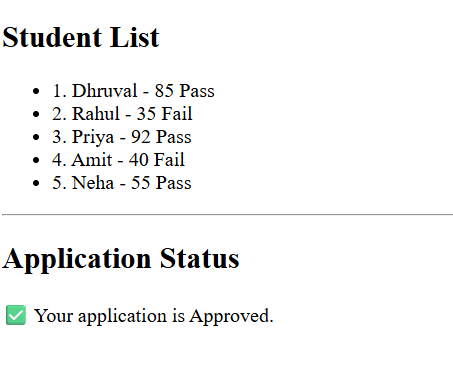 Student List
• 1. Dhruval - 85 Pass
• 2. Rahul - 35 Fail
• 3. Priya - 92 Pass
• 4. Amit - 40 Fail
• 5. Neha - 55 Pass
Application Status
✅ Your application is Approved.